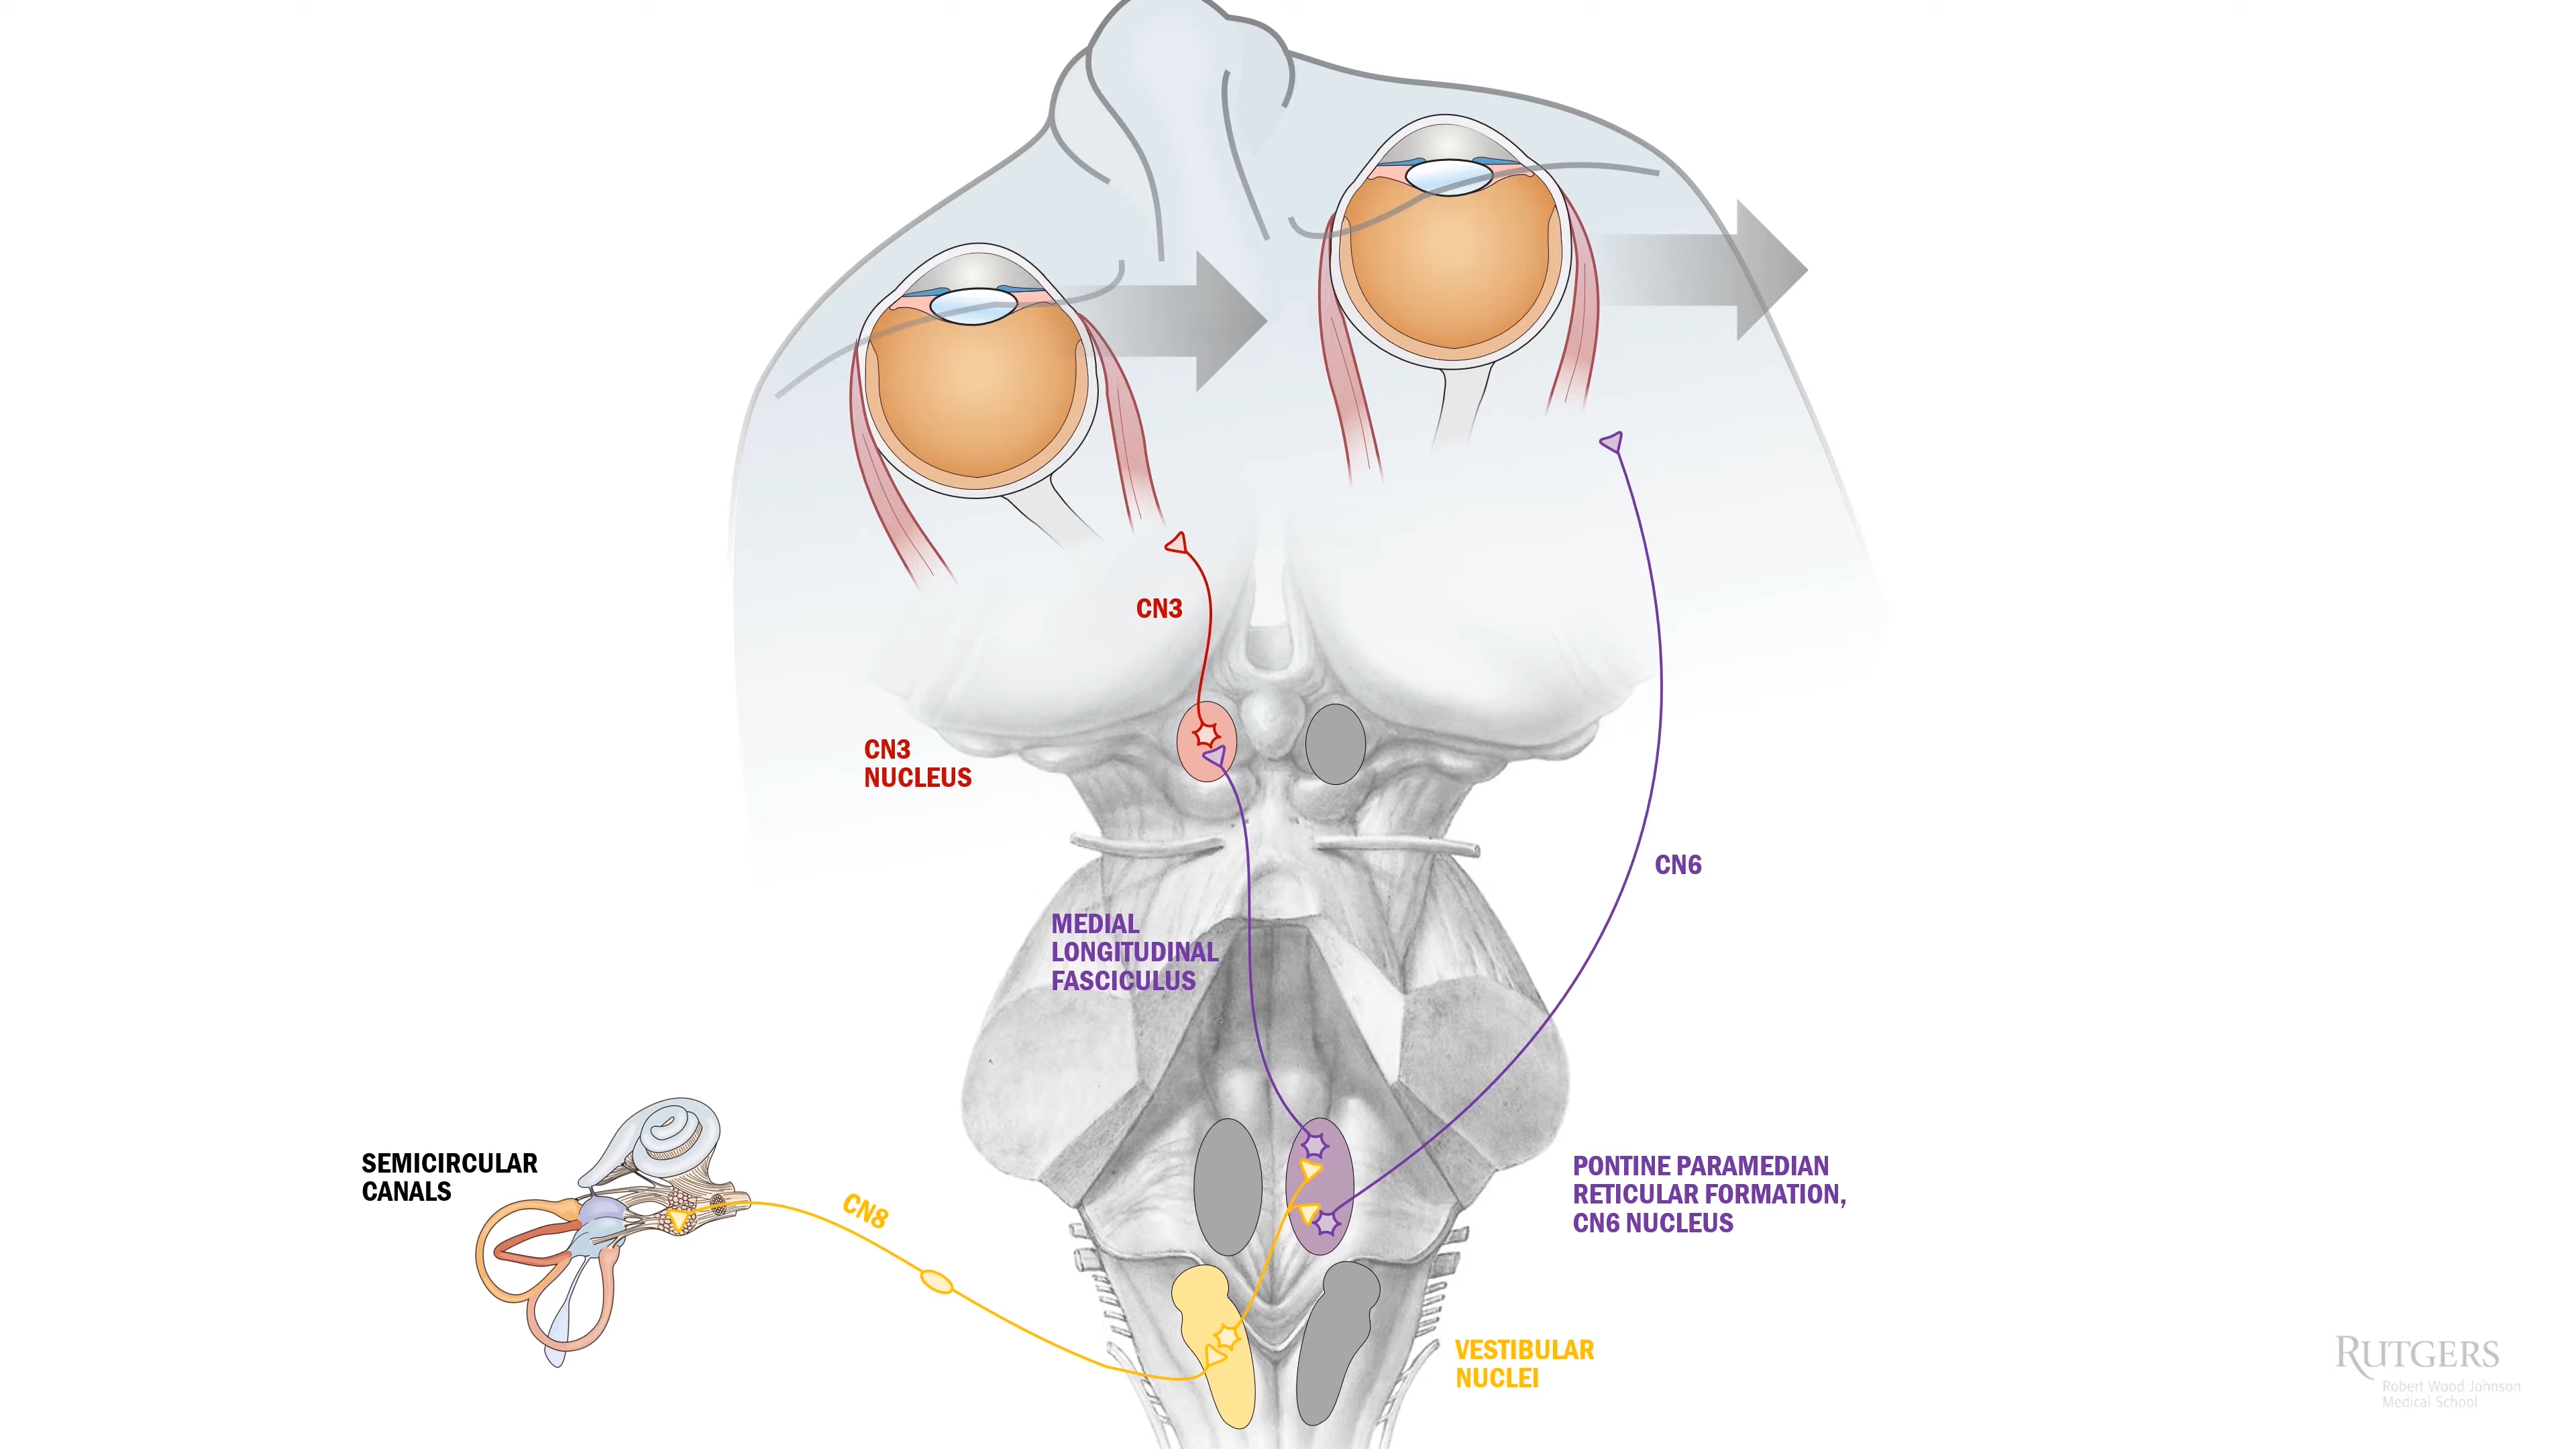 CN3
CN3
NUCLEUS
CN6
MEDIAL
LONGITUDINAL
FASCICULUS
SEMICIRCULAR
CANALS
CN8
PONTINE PARAMEDIAN
RETICULAR FORMATION,
CN6 NUCLEUS
VESTIBULAR
NUCLEI
RUTGERS
Robert Wood Johnson
Medical School